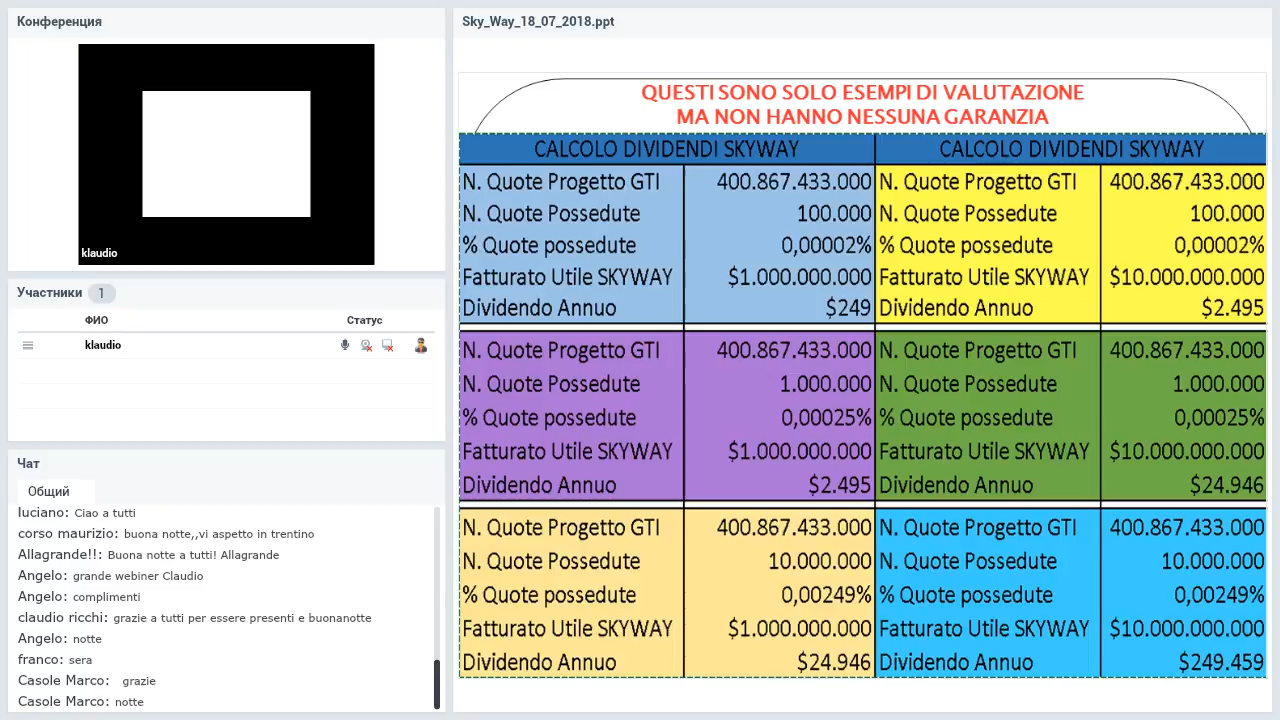 Конференция
klaudio
Участники 1
ФИО Статус
klaudio
Чат
Общий
luciano: Ciao a tutti
corso maurizio: buona notte,,vi aspetto in trentino
Allagrande!!: Buona notte a tutti! Allagrande
Angelo: grande webiner Claudio
Angelo: complimenti
claudio ricchi: grazie a tutti per essere presenti e buonanotte
Angelo: notte
franco: sera
Casole Marco: grazie
Casole Marco: notte
Sky_Way_18_07_2018.ppt
QUESTI SONO SOLO ESEMPI DI VALUTAZIONE
MA NON HANNO NESSUNA GARANZIA
CALCOLO DIVIDENDI SKYWAY CALCOLO DIVIDENDI SKYWAY
N. Quote Progetto GTI 400.867.433.000 N. Quote Progetto GTI 400.867.433.000
N. Quote Possedute 100.000 N. Quote Possedute 100.000
% Quote possedute 0,00002% % Quote possedute 0,00002%
Fatturato Utile SKYWAY $1.000.000.000 Fatturato Utile SKYWAY $10.000.000.000
Dividendo Annuo $249 Dividendo Annuo $2.495
N. Quote Progetto GTI 400.867.433.000 N. Quote Progetto GTI 400.867.433.000
N. Quote Possedute 1.000.000 N. Quote Possedute 1.000.000
% Quote possedute 0,00025% % Quote possedute 0,00025%
Fatturato Utile SKYWAY $1.000.000.000 Fatturato Utile SKYWAY $10.000.000.000
Dividendo Annuo $2.495 Dividendo Annuo $24.946
N. Quote Progetto GTI 400.867.433.000 N. Quote Progetto GTI 400.867.433.000
N. Quote Possedute 10.000.000 N. Quote Possedute 10.000.000
% Quote possedute 0,00249% % Quote possedute 0,00249%
Fatturato Utile SKYWAY $1.000.000.000 Fatturato Utile SKYWAY $10.000.000.000
Dividendo Annuo $24.946 Dividendo Annuo $249.459